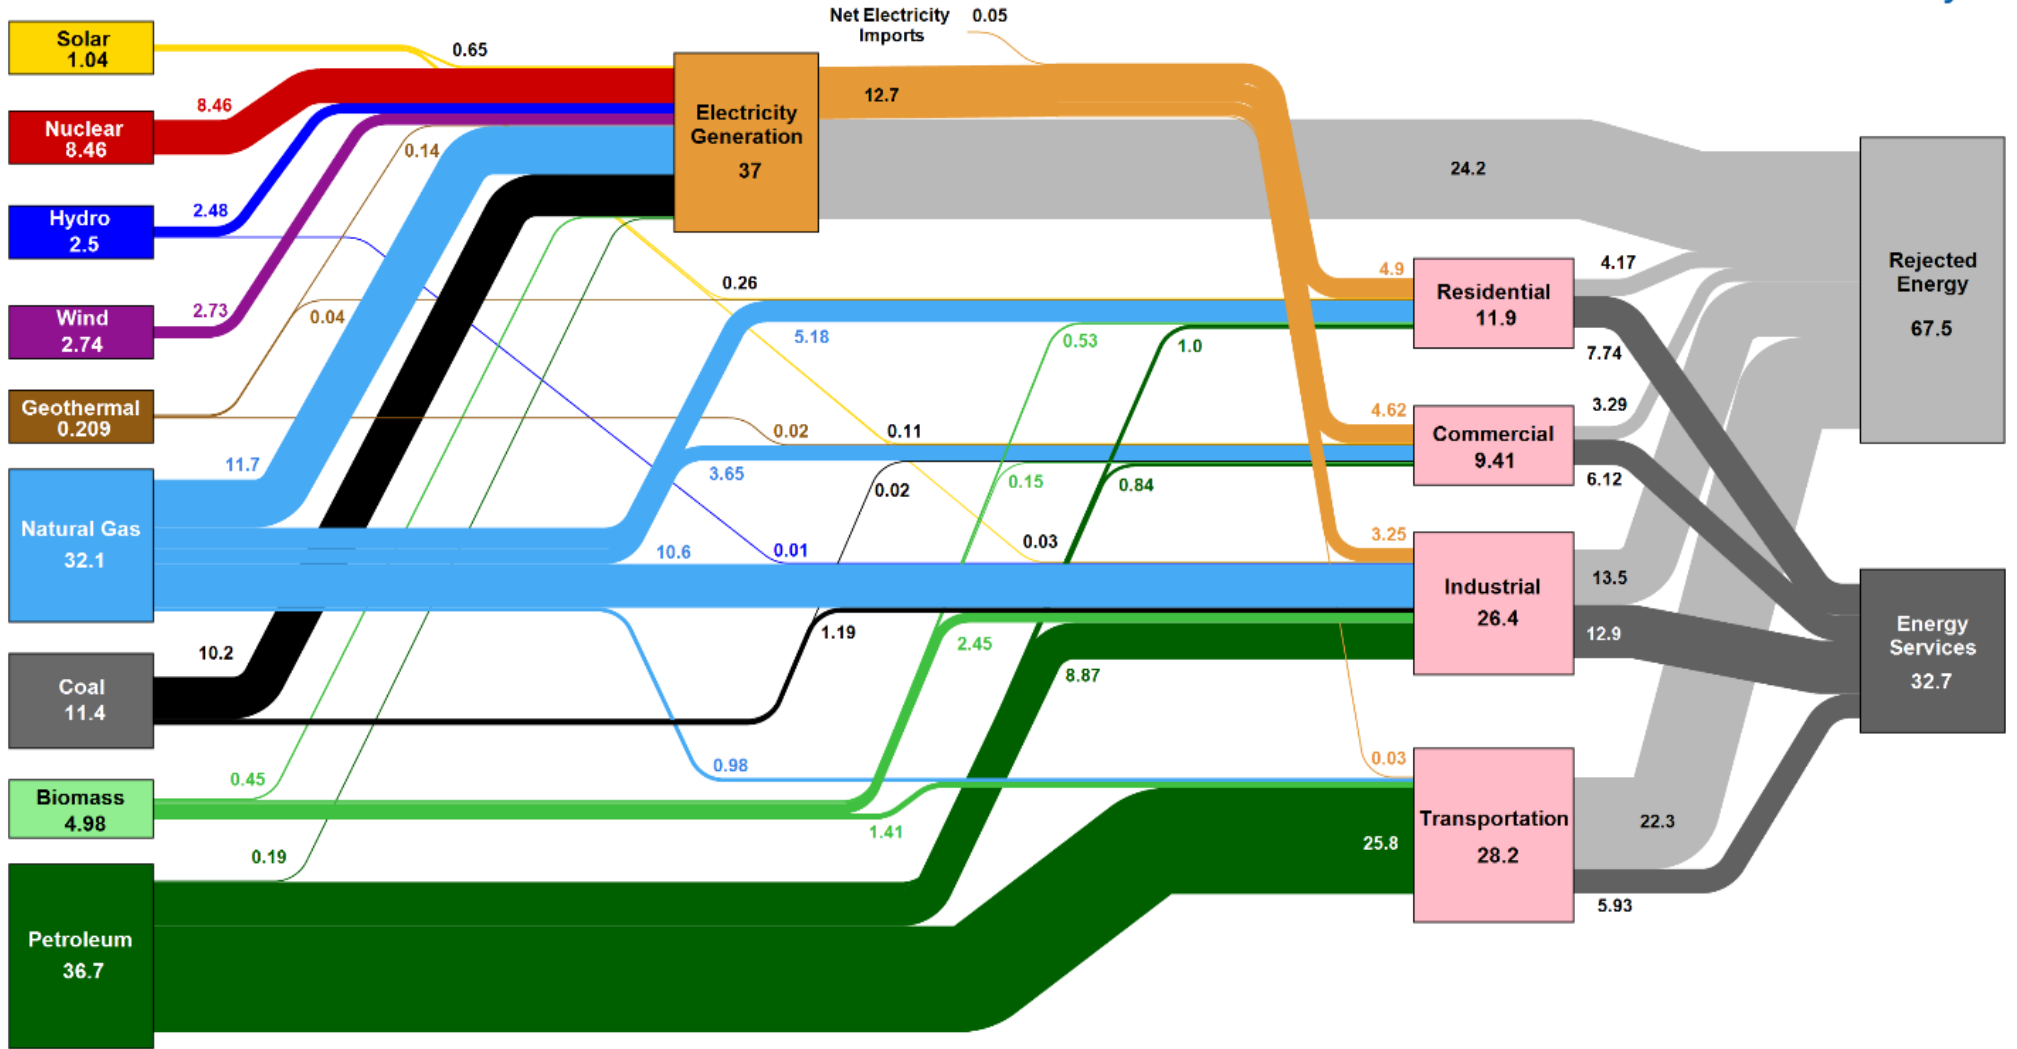 Net Electricity
Imports
0.05
Solar
1.04
0.65
Nuclear
8.46
8.46
Electricity
Generation
37
12.7
0.14
24.2
Hydro
2.5
2.48
Rejected
Energy
67.5
Wind
2.74
2.73
0.04
0.26
5.18
0.53
1.0
4.9
Residential
11.9
4.17
7.74
Geothermal
0.209
0.02
0.11
3.65
0.02
0.15
0.84
4.62
Commercial
9.41
3.29
6.12
Natural Gas
32.1
11.7
10.6
0.01
0.03
3.25
Industrial
26.4
13.5
12.9
Energy
Services
32.7
Coal
11.4
10.2
1.19
2.45
8.87
Biomass
4.98
0.45
0.98
1.41
0.03
Transportation
28.2
25.8
22.3
5.93
Petroleum
36.7
0.19